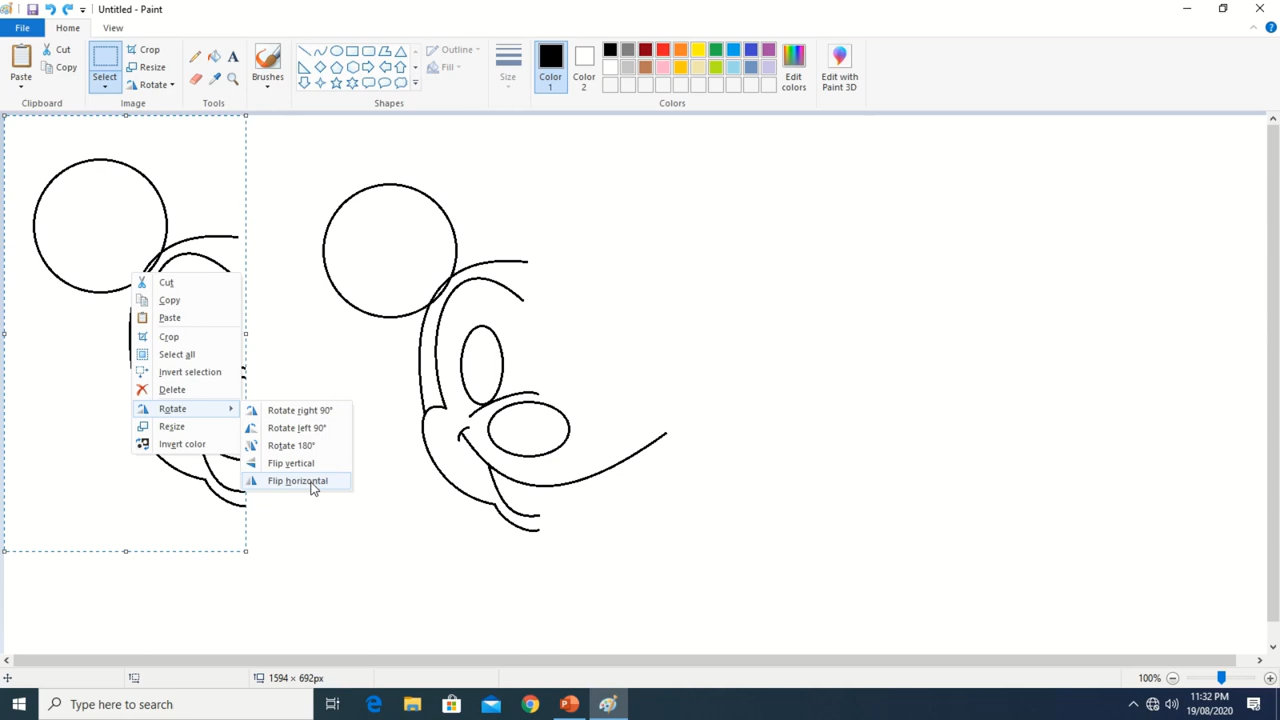 Untitled - Paint
File
Home
View
Paste
Cut
Copy
Clipboard
Select
Crop
Resize
Rotate
Image
Tools
Brushes
Shapes
Outline
Fill
Size
Color 1
Color 2
Edit colors
Colors
Edit with Paint 3D
Cut
Copy
Paste
Crop
Select all
Invert selection
Delete
Rotate
Resize
Invert color
Rotate right 90°
Rotate left 90°
Rotate 180°
Flip vertical
Flip horizontal
1594 × 692px
100%
Type here to search
11:32 PM
19/08/2020